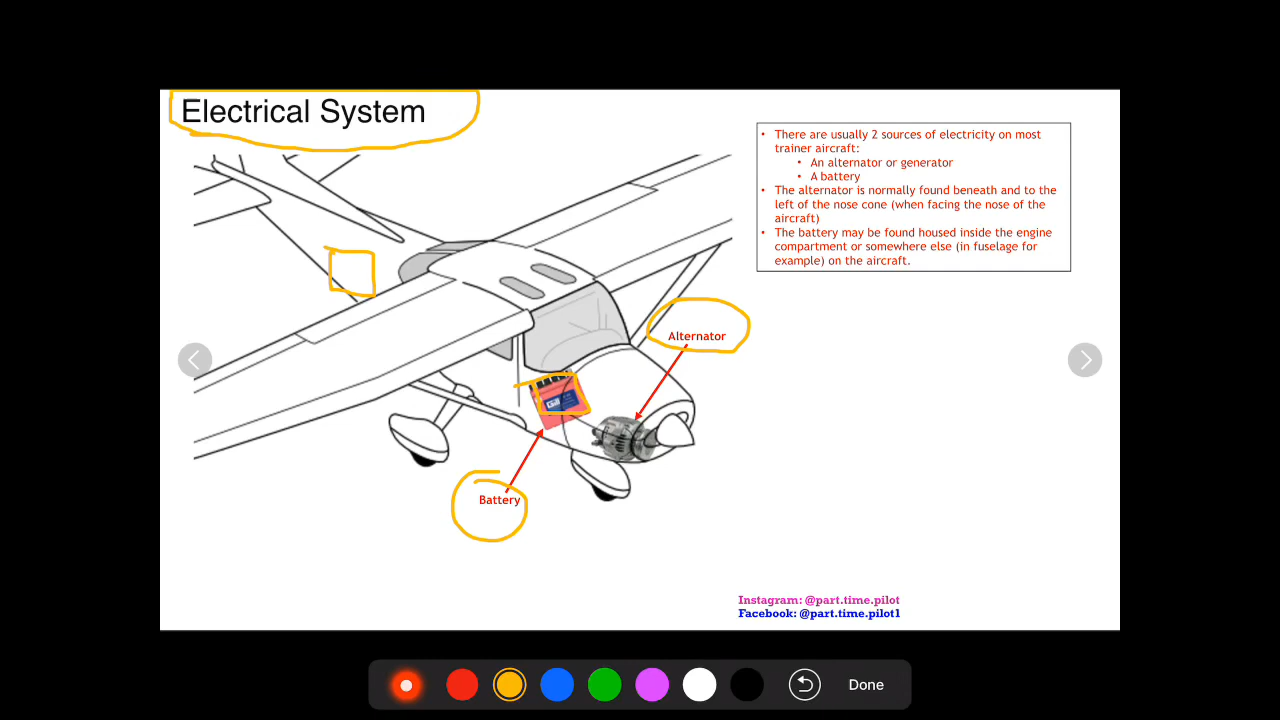 Electrical System
• There are usually 2 sources of electricity on most
trainer aircraft:
• An alternator or generator
• A battery
• The alternator is normally found beneath and to the
left of the nose cone (when facing the nose of the
aircraft)
• The battery may be found housed inside the engine
compartment or somewhere else (in fuselage for
example) on the aircraft.
Alternator
Gill
Battery
Instagram: @part.time.pilot
Facebook: @part.time.pilot1
Done